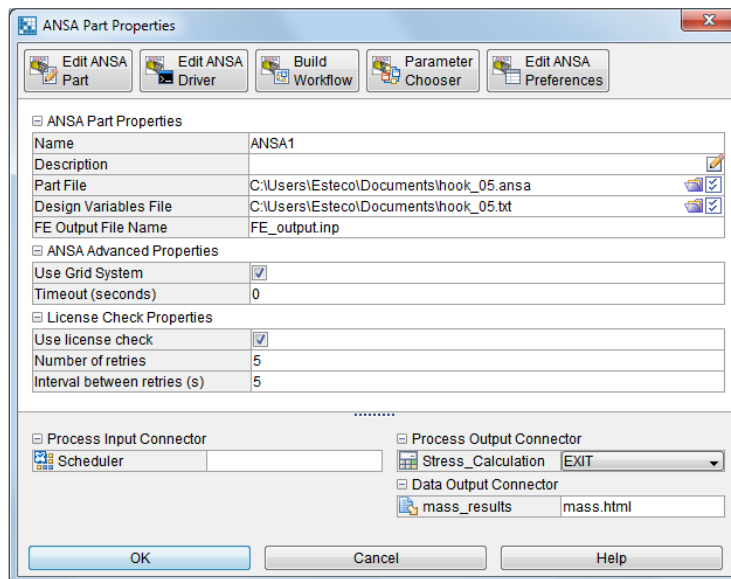 ANSA Part Properties
Edit ANSA Part
Edit ANSA Driver
Build Workflow
Parameter Chooser
Edit ANSA Preferences
ANSA Part Properties
Name ANSA1
Description
Part File C:\Users\Esteco\Documents\hook_05.ansa
Design Variables File C:\Users\Esteco\Documents\hook_05.txt
FE Output File Name FE_output.inp
ANSA Advanced Properties
Use Grid System
Timeout (seconds) 0
License Check Properties
Use license check
Number of retries 5
Interval between retries (s) 5
Process Input Connector
Scheduler
Process Output Connector
Stress_Calculation EXIT
Data Output Connector
mass_results mass.html
OK Cancel Help